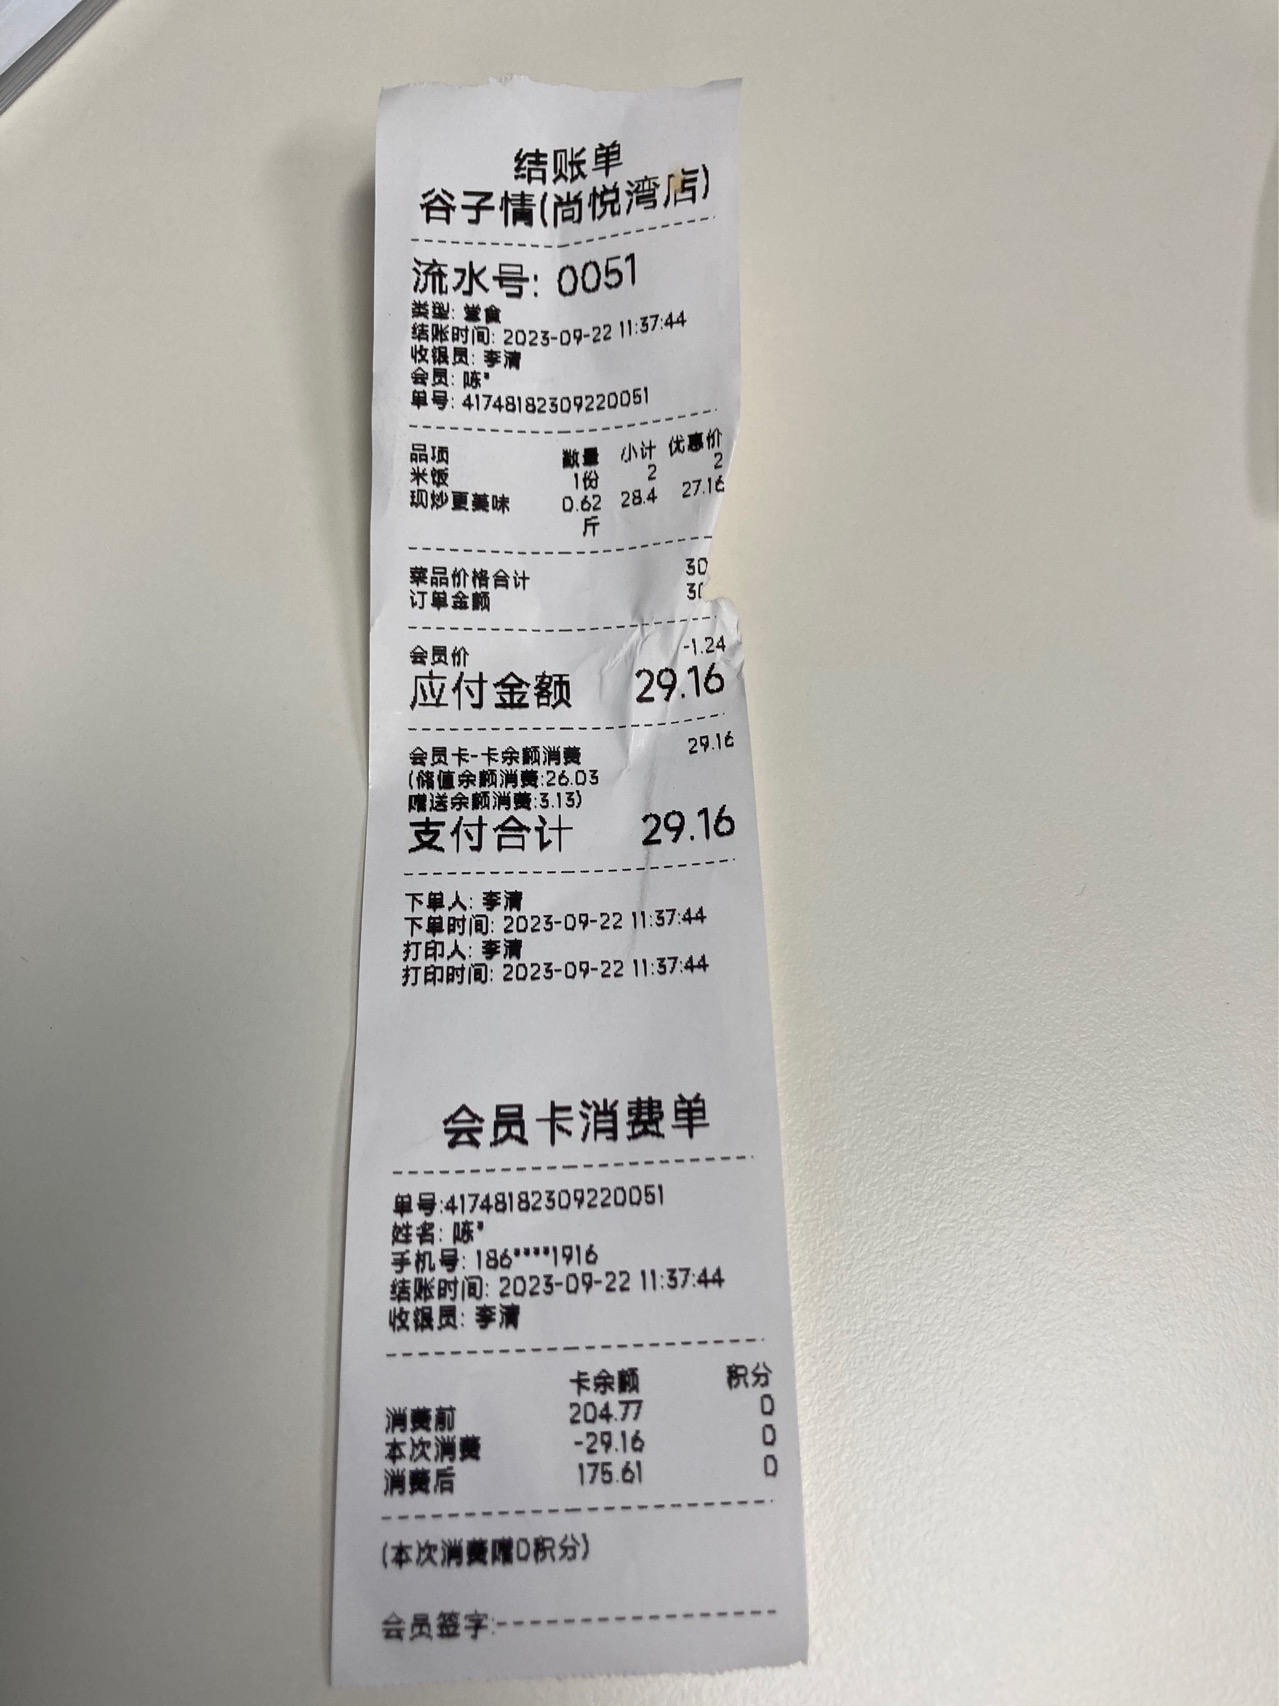 结账单
谷子情(尚悦湾店)
流水号: 0051
类型: 堂食
结账时间: 2023-09-22 11:37:44
收银员: 李清
会员: 陈*
单号: 41748182309220051
品项 数量 小计 优惠价
米饭 1份 2 2
现炒更美味 0.62 28.4 27.16
斤
菜品价格合计 30
订单金额 30
会员价 -1.24
应付金额 29.16
会员卡-卡余额消费 29.16
(储值余额消费:26.03
赠送余额消费:3.13)
支付合计 29.16
下单人: 李清
下单时间: 2023-09-22 11:37:44
打印人: 李清
打印时间: 2023-09-22 11:37:44
会员卡消费单
单号:41748182309220051
姓名: 陈*
手机号: 186****1916
结账时间: 2023-09-22 11:37:44
收银员: 李清
卡余额 积分
消费前 204.77 0
本次消费 -29.16 0
消费后 175.61 0
(本次消费赠0积分)
会员签字: